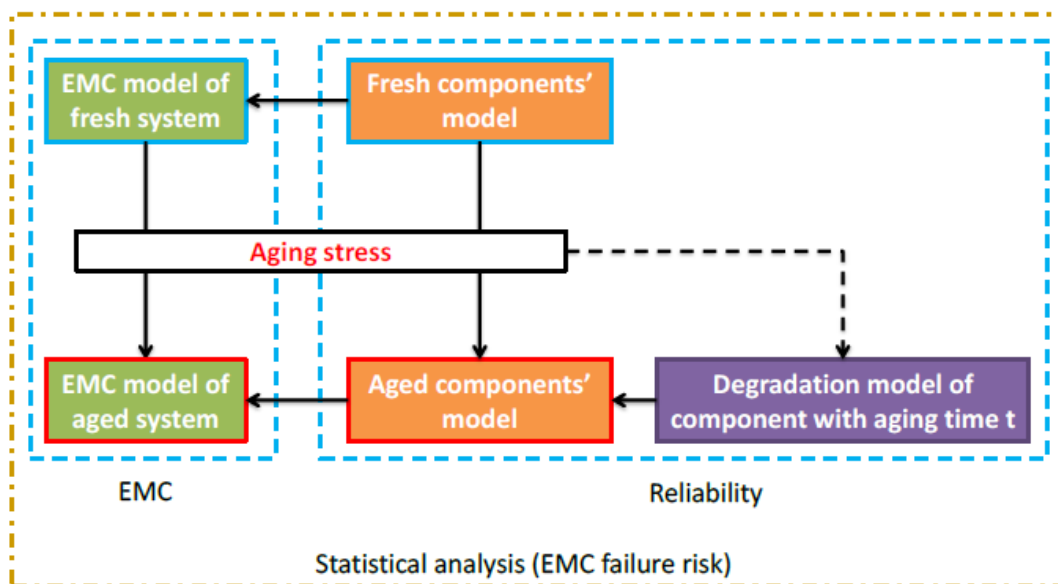 EMC model of
fresh system
Fresh components’
model
Aging stress
EMC model of
aged system
Aged components’
model
Degradation model of
component with aging time t
EMC
Reliability
Statistical analysis (EMC failure risk)